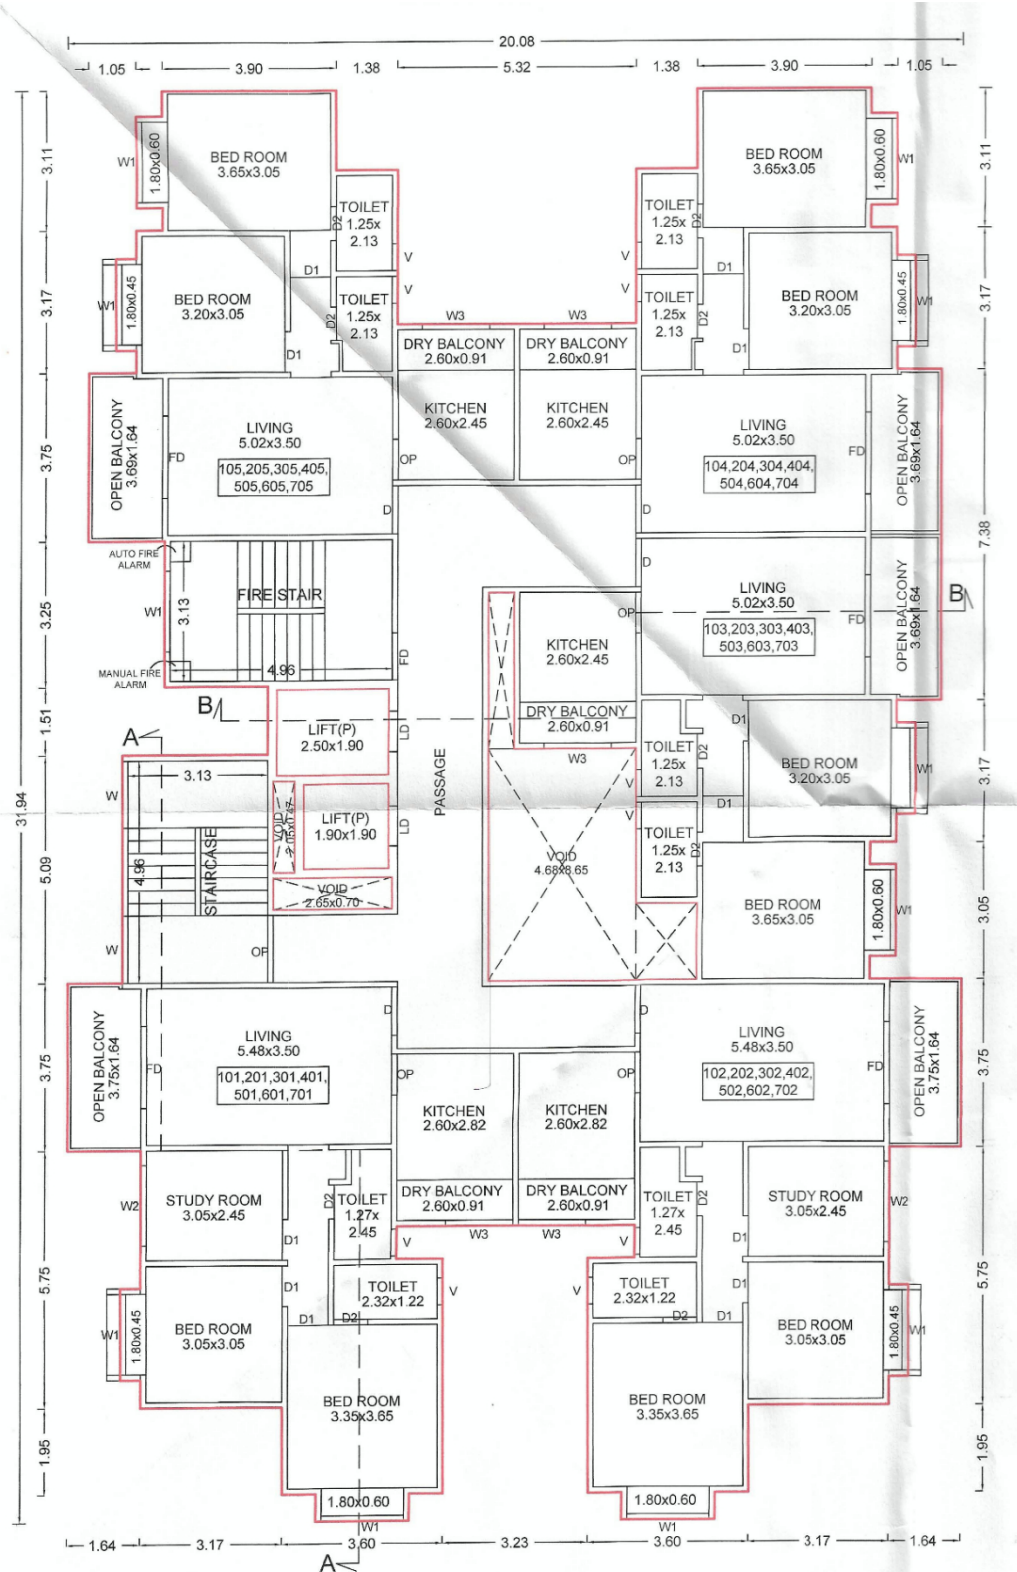 20.08
1.05
3.90
1.38
5.32
1.38
3.90
1.05
31.94
3.11
3.17
3.75
3.25
1.51
5.09
3.75
5.75
1.95
3.11
3.17
7.38
3.17
3.05
3.75
5.75
1.95
W1
1.80x0.60
BED ROOM
3.65x3.05
TOILET
1.25x
2.13
D2
V
BED ROOM
3.65x3.05
1.80x0.60
W1
TOILET
1.25x
2.13
D2
V
W1
1.80x0.45
BED ROOM
3.20x3.05
D1
D1
D2
TOILET
1.25x
2.13
V
W3
W3
V
TOILET
1.25x
2.13
D2
D1
D1
BED ROOM
3.20x3.05
1.80x0.45
W1
DRY BALCONY
2.60x0.91
DRY BALCONY
2.60x0.91
OPEN BALCONY
3.69x1.64
FD
LIVING
5.02x3.50
105,205,305,405,
505,605,705
D
OP
KITCHEN
2.60x2.45
KITCHEN
2.60x2.45
OP
D
LIVING
5.02x3.50
104,204,304,404,
504,604,704
FD
OPEN BALCONY
3.69x1.64
AUTO FIRE
ALARM
W1
3.13
FIRE STAIR
4.96
FD
MANUAL FIRE
ALARM
D
LIVING
5.02x3.50
103,203,303,403,
503,603,703
FD
OPEN BALCONY
3.69x1.64
B
OP
KITCHEN
2.60x2.45
DRY BALCONY
2.60x0.91
W3
B
LIFT(P)
2.50x1.90
LD
A
W
3.13
4.96
STAIRCASE
W
OP
VOID
LIFT(P)
1.90x1.90
LD
VOID
2.65x0.70
PASSAGE
VOID
4.68x8.65
V
TOILET
1.25x
2.13
D2
D1
BED ROOM
3.20x3.05
W1
V
TOILET
1.25x
2.13
D2
D1
BED ROOM
3.65x3.05
1.80x0.60
W1
OPEN BALCONY
3.75x1.64
FD
LIVING
5.48x3.50
101,201,301,401,
501,601,701
D
OP
KITCHEN
2.60x2.82
KITCHEN
2.60x2.82
OP
D
LIVING
5.48x3.50
102,202,302,402,
502,602,702
FD
OPEN BALCONY
3.75x1.64
DRY BALCONY
2.60x0.91
DRY BALCONY
2.60x0.91
W3
W3
W2
STUDY ROOM
3.05x2.45
D1
D2
TOILET
1.27x
2.45
V
V
TOILET
1.27x
2.45
D2
D1
STUDY ROOM
3.05x2.45
W2
W1
1.80x0.45
BED ROOM
3.05x3.05
D1
D1
D2
TOILET
2.32x1.22
V
V
TOILET
2.32x1.22
D2
D1
D1
BED ROOM
3.05x3.05
1.80x0.45
W1
BED ROOM
3.35x3.65
1.80x0.60
W1
BED ROOM
3.35x3.65
1.80x0.60
W1
1.64
3.17
3.60
3.23
3.60
3.17
1.64
A